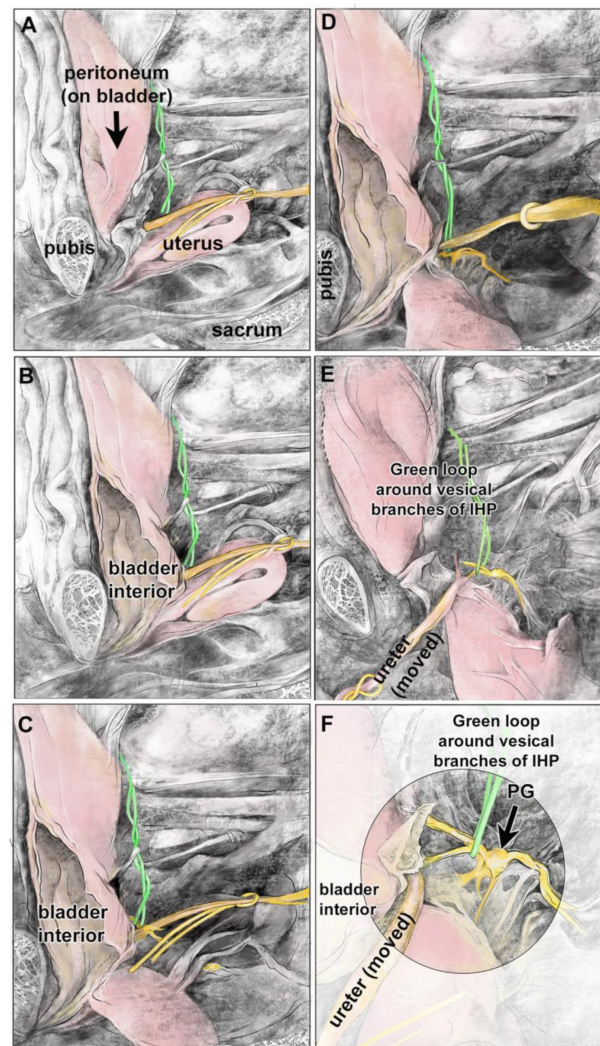 A
peritoneum
(on bladder)
pubis
uterus
sacrum
B
bladder
interior
C
bladder
interior
D
pubis
E
Green loop
around vesical
branches of IHP
ureter
(moved)
F
Green loop
around vesical
branches of IHP
PG
bladder
interior
ureter (moved)